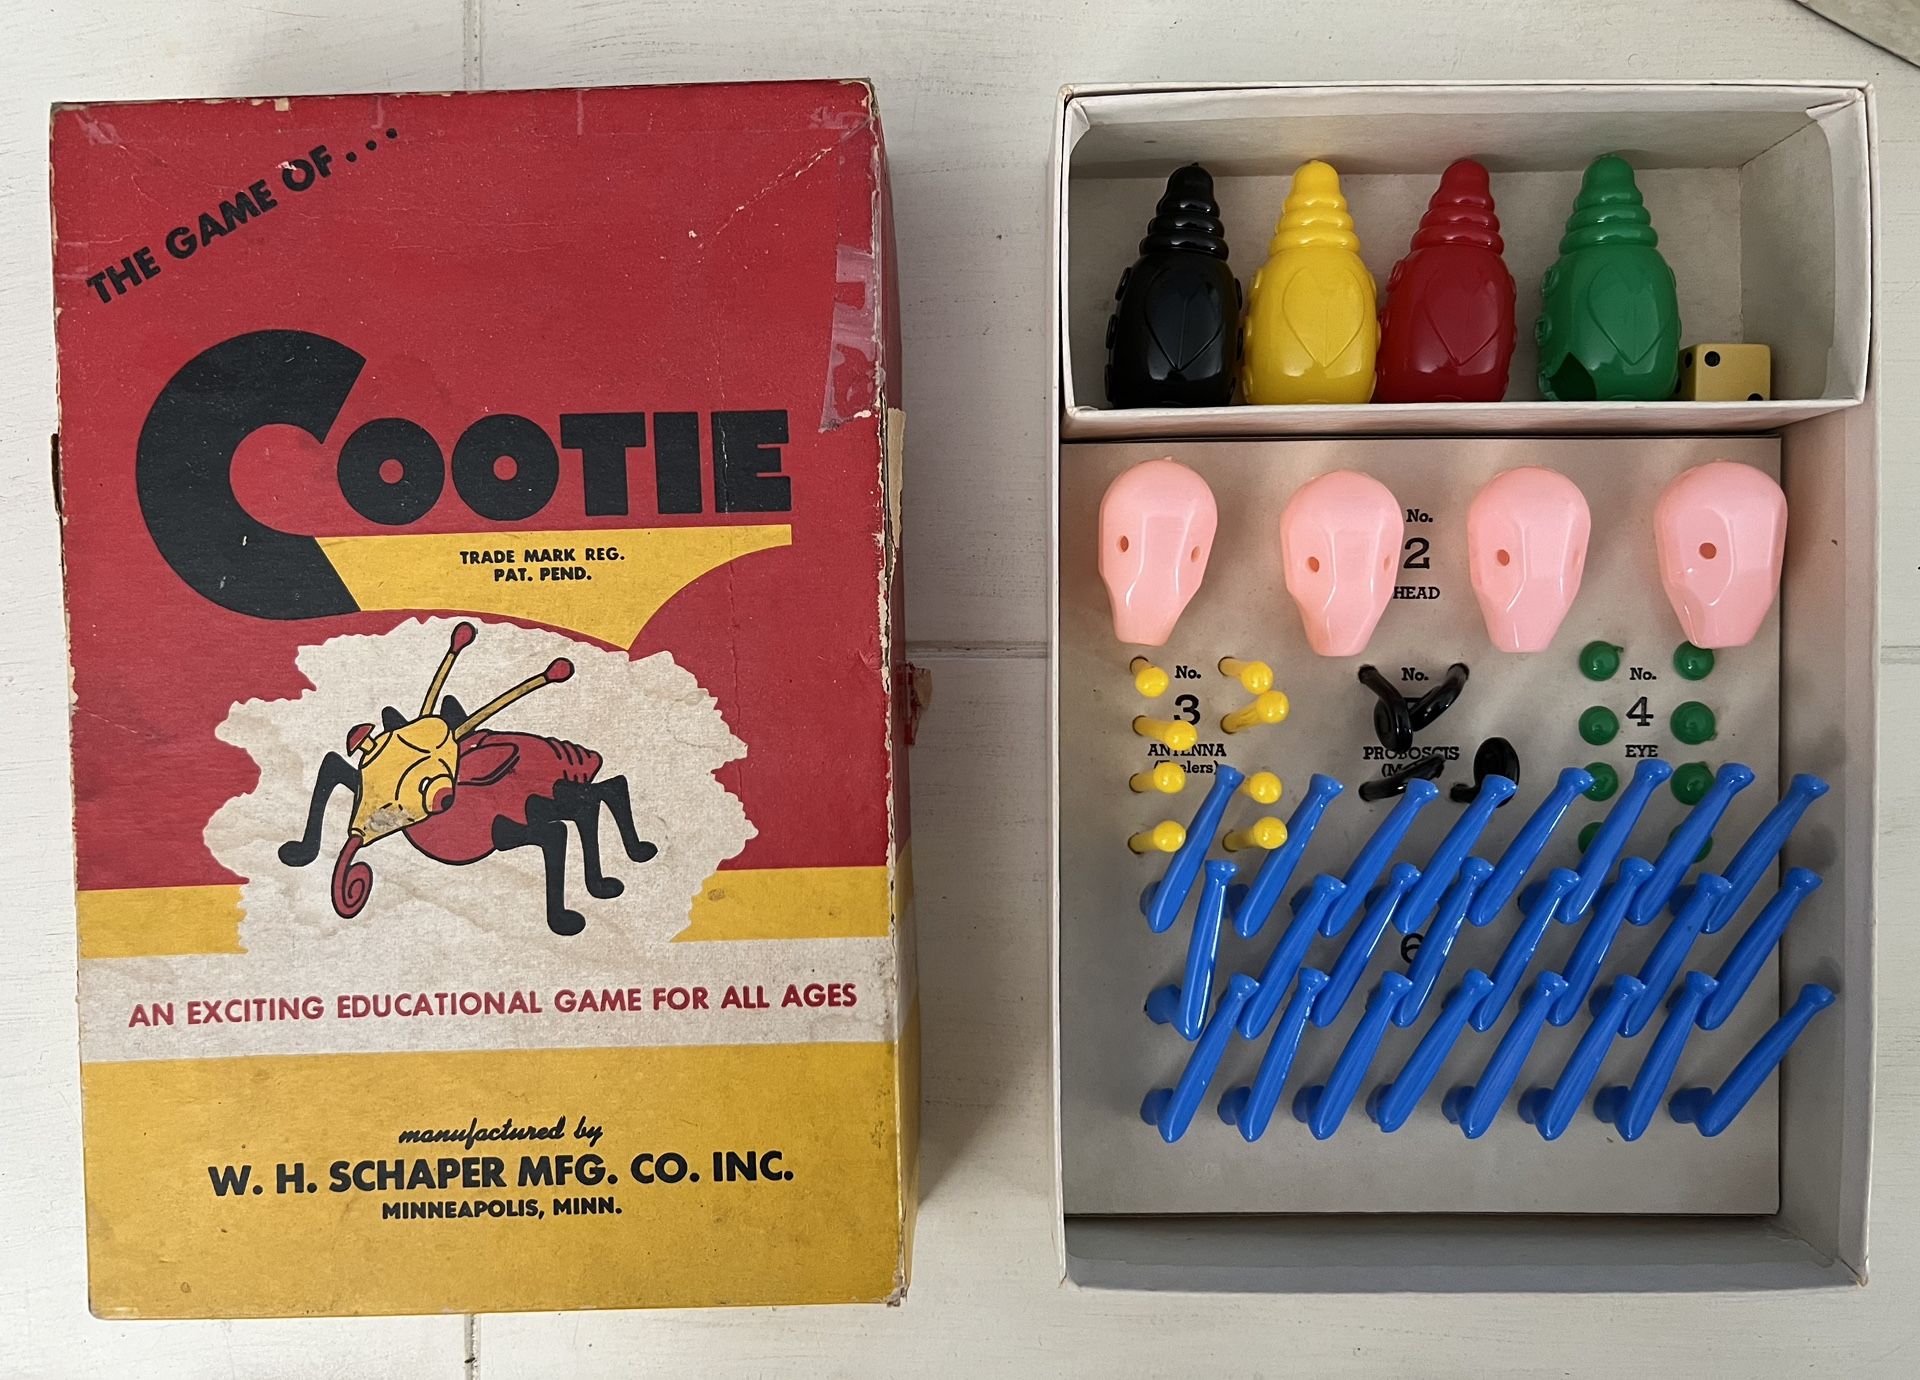 THE GAME OF...
COOTIE
TRADE MARK REG.
PAT. PEND.
AN EXCITING EDUCATIONAL GAME FOR ALL AGES
manufactured by
W. H. SCHAPER MFG. CO. INC.
MINNEAPOLIS, MINN.
No.
2
HEAD
No.
3
ANTENNA
No.
PROBOSCIS
No.
4
EYE
6